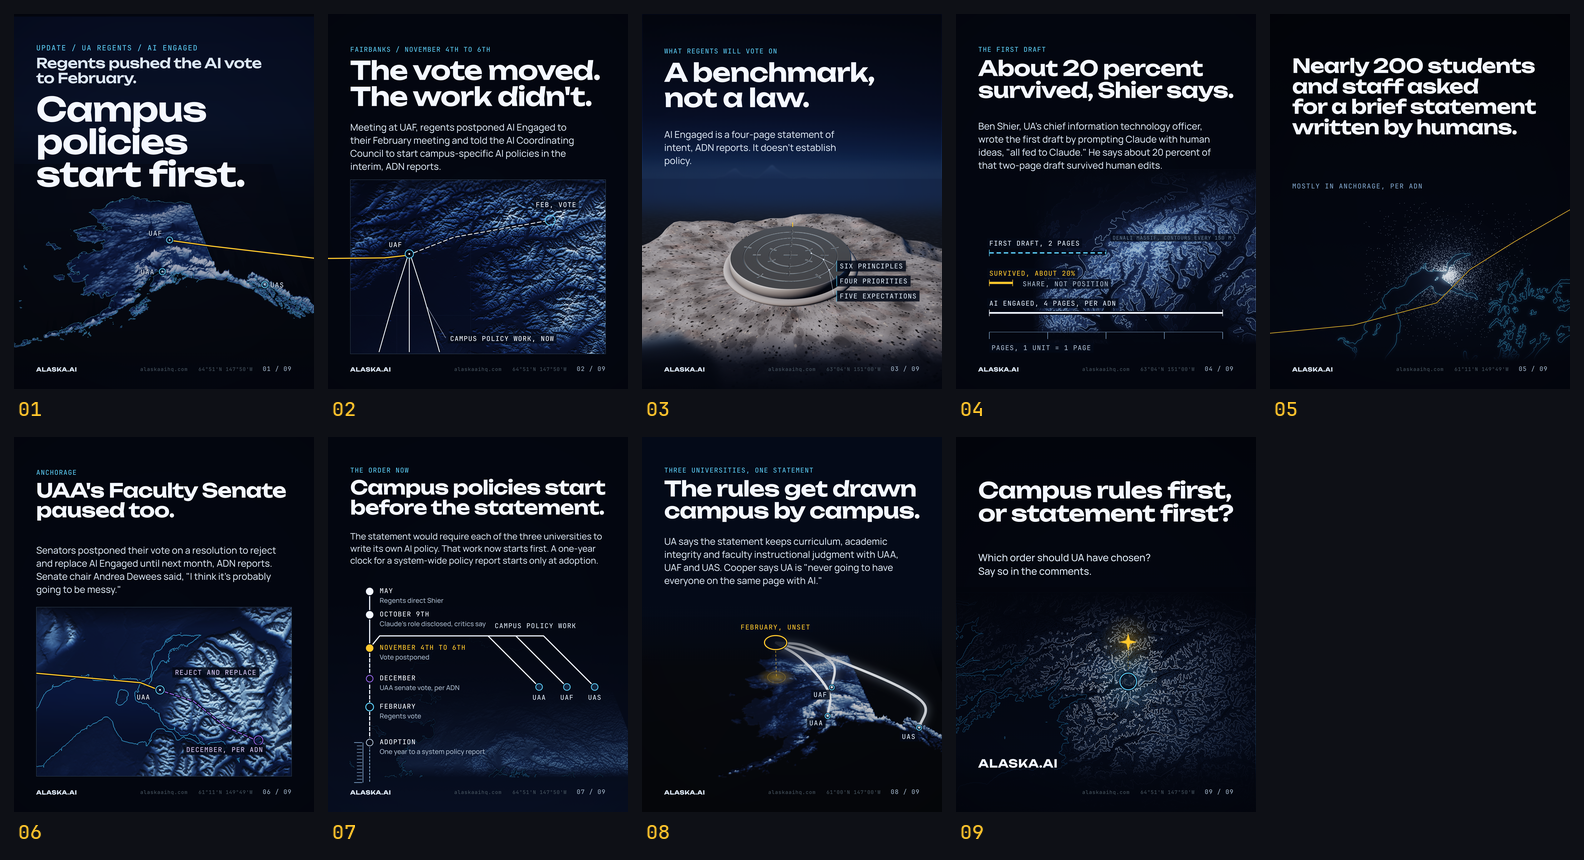 UPDATE / UA REGENTS / AI ENGAGED
Regents pushed the AI vote
to February.
Campus
policies
start first.
UAF
UAA
UAS
ALASKA.AI
alaskaaihq.com
01 / 09
01
FAIRBANKS / NOVEMBER 4TH TO 6TH
The vote moved.
The work didn't.
Meeting at UAF, regents postponed AI Engaged to
their February meeting and told the AI Coordinating
Council to start campus-specific AI policies in the
interim, ADN reports.
FEB, VOTE
UAF
CAMPUS POLICY WORK, NOW
ALASKA.AI
alaskaaihq.com
02 / 09
02
WHAT REGENTS WILL VOTE ON
A benchmark,
not a law.
AI Engaged is a four-page statement of
intent, ADN reports. It doesn't establish
policy.
SIX PRINCIPLES
FOUR PRIORITIES
FIVE EXPECTATIONS
ALASKA.AI
alaskaaihq.com
03 / 09
03
THE FIRST DRAFT
About 20 percent
survived, Shier says.
Ben Shier, UA's chief information technology officer,
wrote the first draft by prompting Claude with human
ideas, "all fed to Claude." He says about 20 percent of
that two-page draft survived human edits.
FIRST DRAFT, 2 PAGES
SURVIVED, ABOUT 20%
SHARE, NOT POSITION
AI ENGAGED, 4 PAGES, PER ADN
PAGES, 1 UNIT = 1 PAGE
ALASKA.AI
alaskaaihq.com
04 / 09
04
Nearly 200 students
and staff asked
for a brief statement
written by humans.
MOSTLY IN ANCHORAGE, PER ADN
ALASKA.AI
alaskaaihq.com
05 / 09
05
ANCHORAGE
UAA's Faculty Senate
paused too.
Senators postponed their vote on a resolution to reject
and replace AI Engaged until next month, ADN reports.
Senate chair Andrea Dewees said, "I think it's probably
going to be messy."
REJECT AND REPLACE
UAA
DECEMBER, PER ADN
ALASKA.AI
alaskaaihq.com
06 / 09
06
THE ORDER NOW
Campus policies start
before the statement.
The statement would require each of the three universities to
write its own AI policy. That work now starts first. A one-year
clock for a system-wide policy report starts only at adoption.
MAY
Regents direct Shier
OCTOBER 9TH
Claude's role disclosed, critics say
CAMPUS POLICY WORK
NOVEMBER 4TH TO 6TH
Vote postponed
DECEMBER
UAA senate vote, per ADN
UAA
UAF
UAS
FEBRUARY
Regents vote
ADOPTION
One year to a system policy report
ALASKA.AI
alaskaaihq.com
07 / 09
07
THREE UNIVERSITIES, ONE STATEMENT
The rules get drawn
campus by campus.
UA says the statement keeps curriculum, academic
integrity and faculty instructional judgment with UAA,
UAF and UAS. Cooper says UA is "never going to have
everyone on the same page with AI."
FEBRUARY, UNSET
UAF
UAA
UAS
ALASKA.AI
alaskaaihq.com
08 / 09
08
Campus rules first,
or statement first?
Which order should UA have chosen?
Say so in the comments.
ALASKA.AI
alaskaaihq.com
09 / 09
09